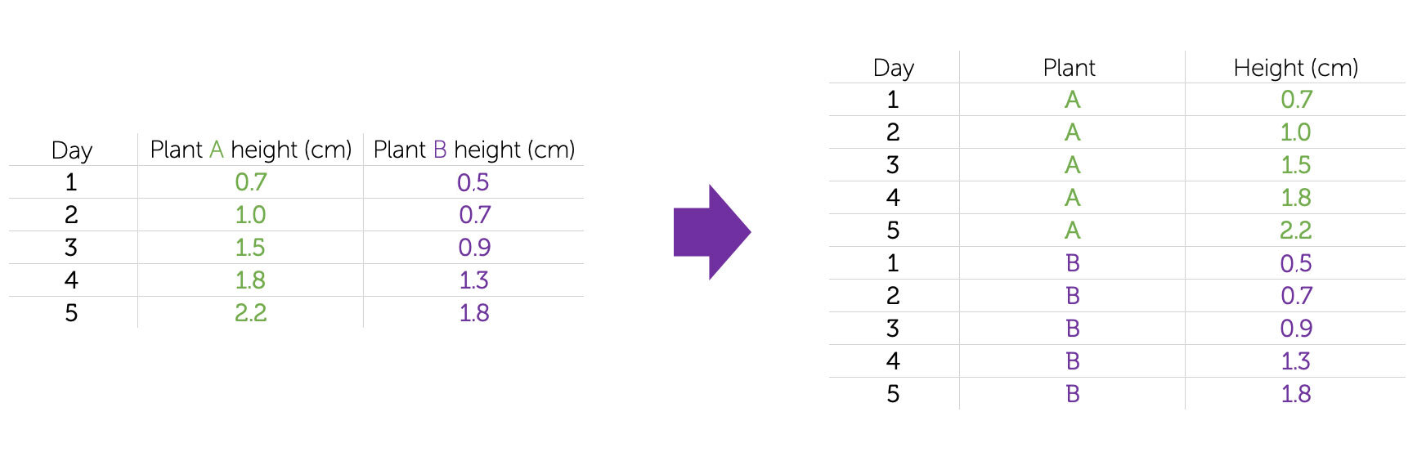 Day Plant A height (cm) Plant B height (cm)
1 0.7 0.5
2 1.0 0.7
3 1.5 0.9
4 1.8 1.3
5 2.2 1.8
Day Plant Height (cm)
1 A 0.7
2 A 1.0
3 A 1.5
4 A 1.8
5 A 2.2
1 B 0.5
2 B 0.7
3 B 0.9
4 B 1.3
5 B 1.8